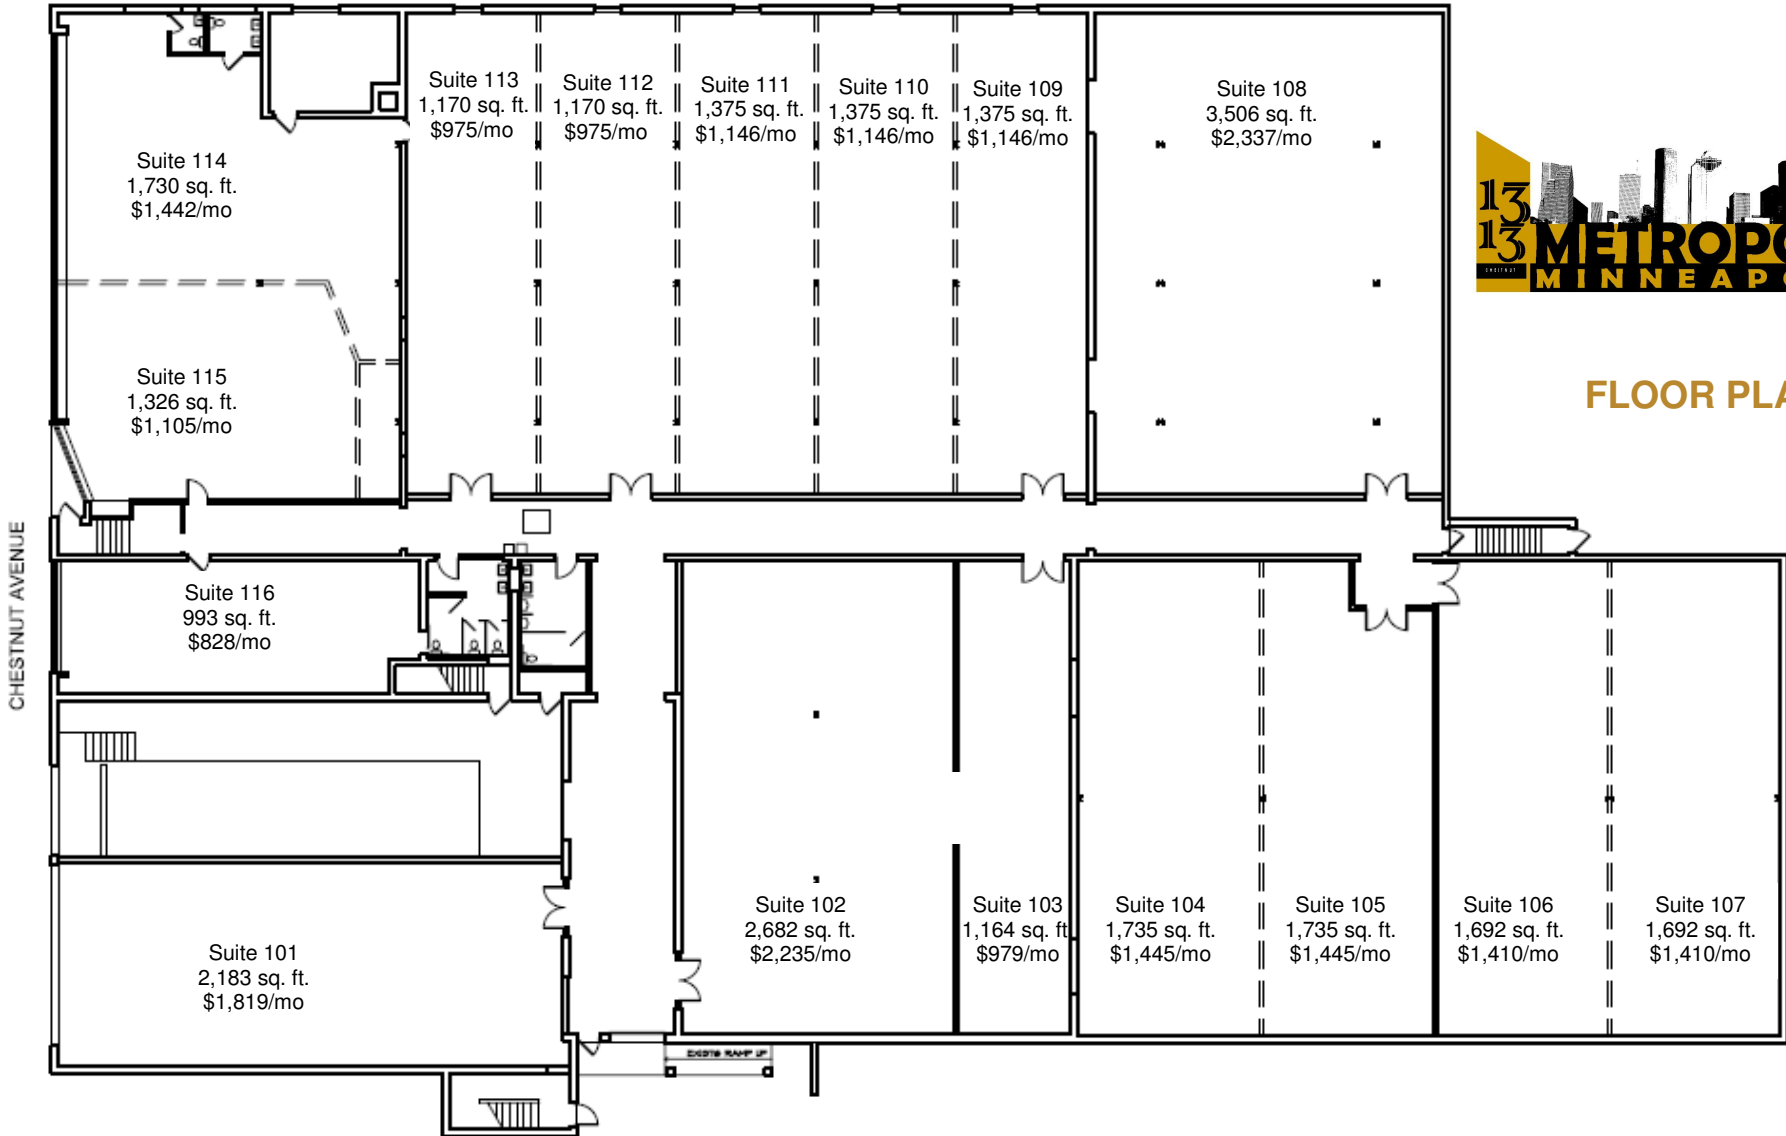 Suite 113
1,170 sq. ft.
$975/mo
Suite 112
1,170 sq. ft.
$975/mo
Suite 111
1,375 sq. ft.
$1,146/mo
Suite 110
1,375 sq. ft.
$1,146/mo
Suite 109
1,375 sq. ft.
$1,146/mo
Suite 108
3,506 sq. ft.
$2,337/mo
Suite 114
1,730 sq. ft.
$1,442/mo
13
13
CHESTNUT
METROPO
MINNEAPO
FLOOR PLA
Suite 115
1,326 sq. ft.
$1,105/mo
CHESTNUT AVENUE
Suite 116
993 sq. ft.
$828/mo
Suite 101
2,183 sq. ft.
$1,819/mo
Suite 102
2,682 sq. ft.
$2,235/mo
Suite 103
1,164 sq. ft
$979/mo
Suite 104
1,735 sq. ft.
$1,445/mo
Suite 105
1,735 sq. ft.
$1,445/mo
Suite 106
1,692 sq. ft.
$1,410/mo
Suite 107
1,692 sq. ft.
$1,410/mo
RAMP UP